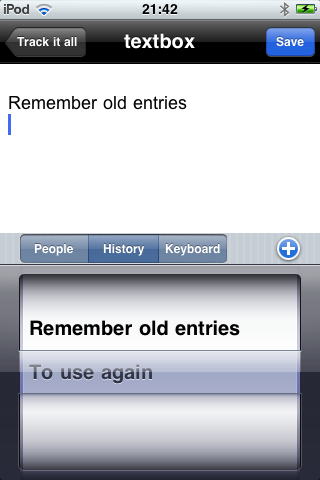 iPod 21:42
Track it all textbox Save
Remember old entries
People History Keyboard
Remember old entries
To use again